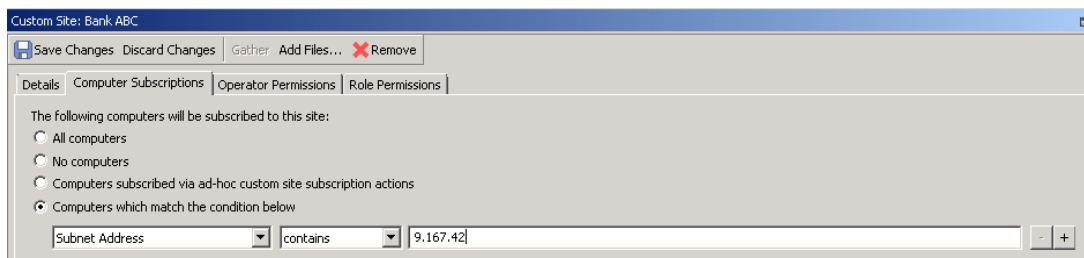 Custom Site: Bank ABC
Save Changes Discard Changes Gather Add Files... Remove
Details Computer Subscriptions Operator Permissions Role Permissions
The following computers will be subscribed to this site:
All computers
No computers
Computers subscribed via ad-hoc custom site subscription actions
Computers which match the condition below
Subnet Address contains 9.167.42 - +